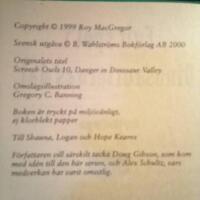 Copyright © 1999 Roy MacGregor
Svensk utgåva © B. Wahlströms Bokförlag AB 2000
Originalets titel
Screech Owls 10, Danger in Dinosaur Valley
Omslagsillustration
Gregory C. Banning
Boken är tryckt på miljövänligt,
ej klorblekt papper
Till Shawna, Logan och Hope Kearns
Författaren vill särskilt tacka Doug Gibson, som kom
med idén till den här serien, och Alex Schultz, vars
medverkan har varit omistlig.